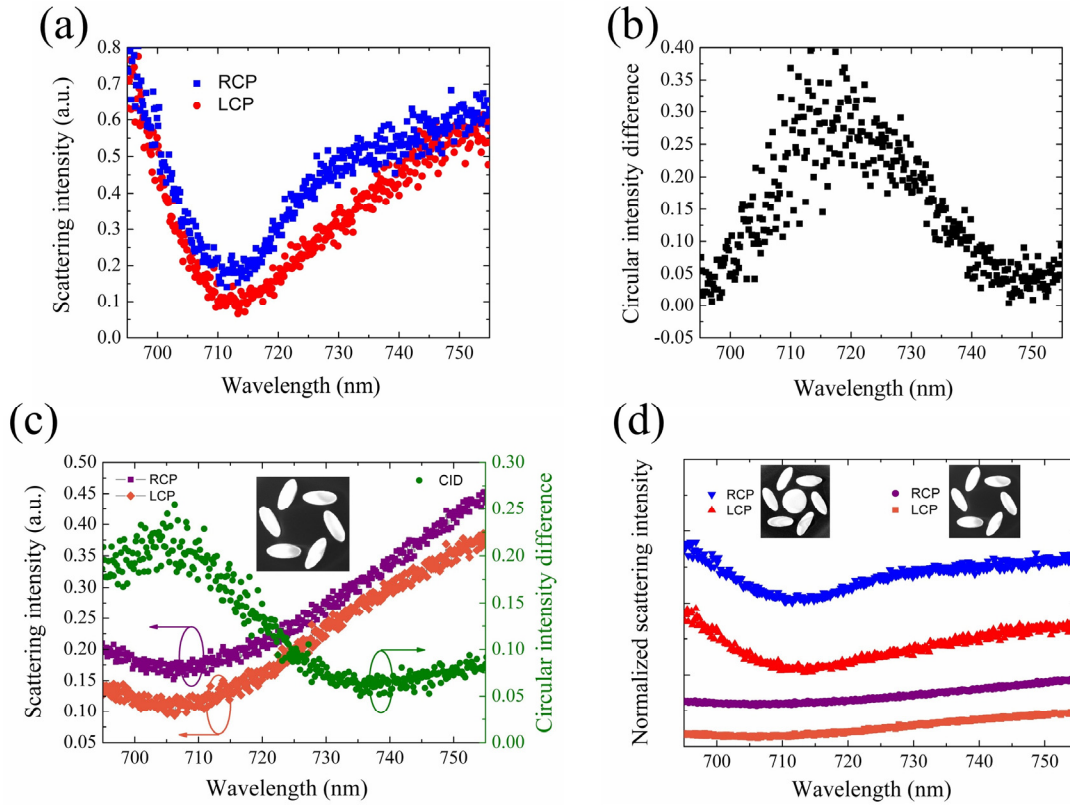 (a)
0.8
0.7
0.6
0.5
0.4
0.3
0.2
0.1
0.0
Scattering intensity (a.u.)
RCP
LCP
700 710 720 730 740 750
Wavelength (nm)
(b)
0.40
0.35
0.30
0.25
0.20
0.15
0.10
0.05
0.00
-0.05
Circular intensity difference
700 710 720 730 740 750
Wavelength (nm)
(c)
0.50
0.45
0.40
0.35
0.30
0.25
0.20
0.15
0.10
0.05
Scattering intensity (a.u.)
RCP
LCP
CID
0.30
0.25
0.20
0.15
0.10
0.05
0.00
Circular intensity difference
700 710 720 730 740 750
Wavelength (nm)
(d)
Normalized scattering intensity
RCP
LCP
RCP
LCP
700 710 720 730 740 750
Wavelength (nm)